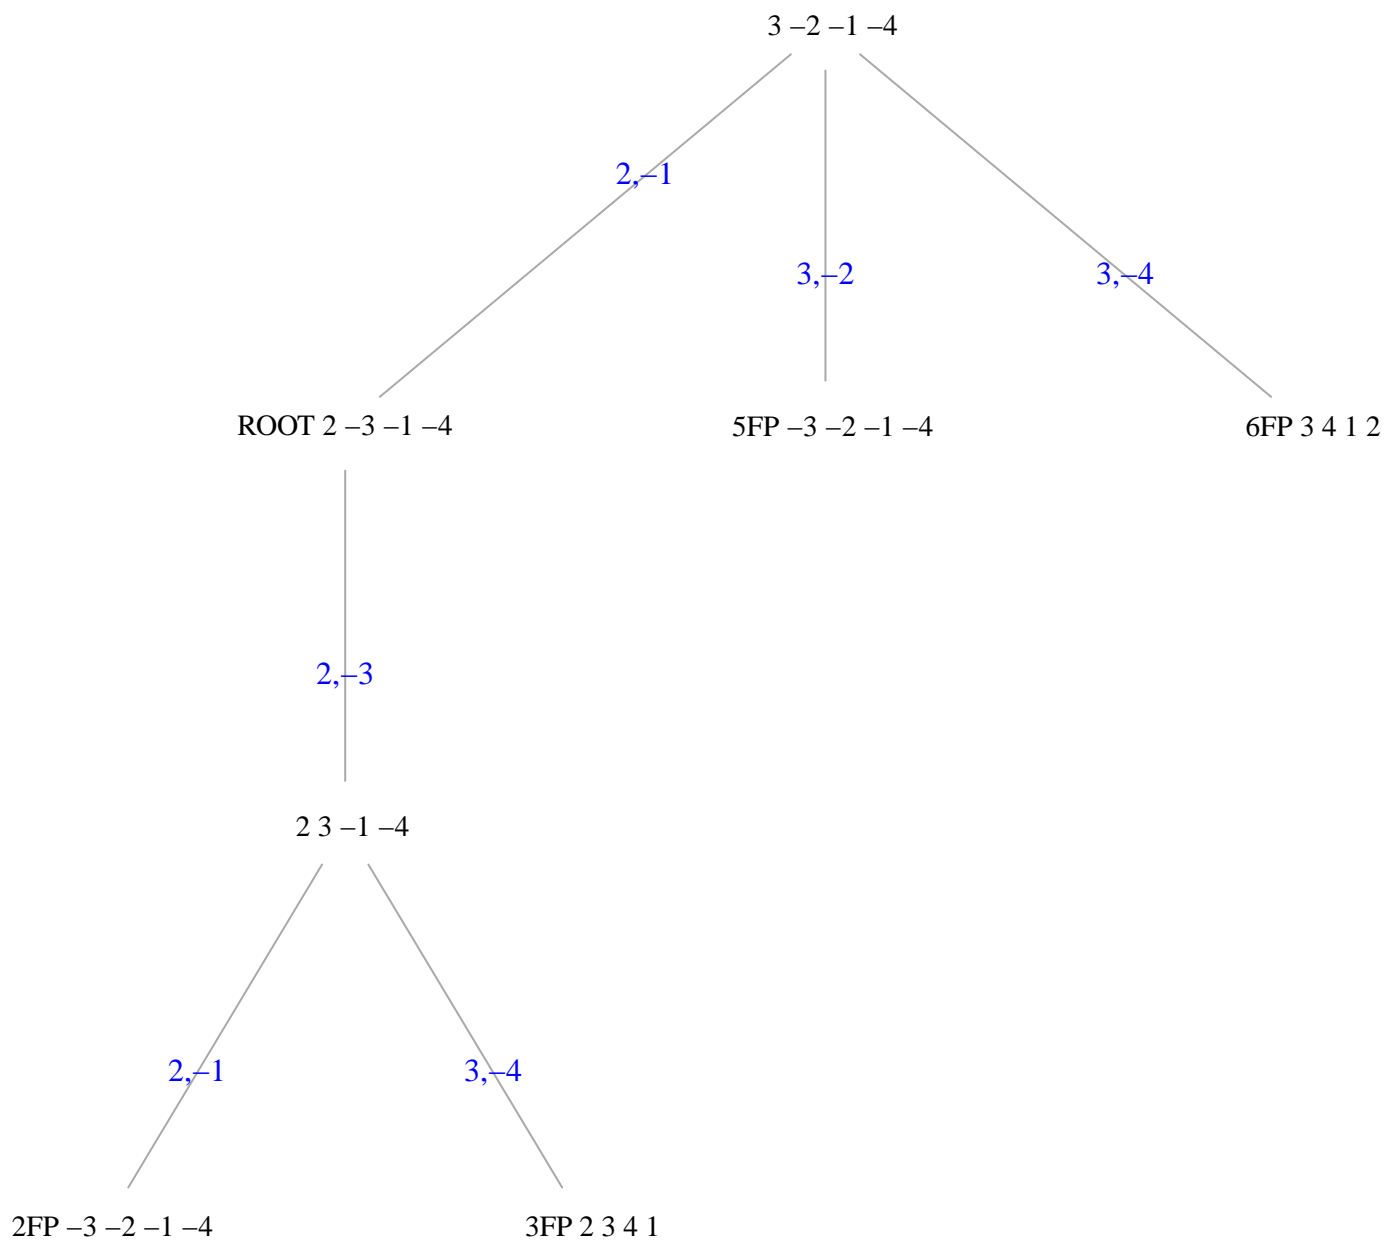 3 –2 –1 –4
2,–1
3,–2
3,–4
ROOT 2 –3 –1 –4
5FP –3 –2 –1 –4
6FP 3 4 1 2
2,–3
2 3 –1 –4
2,–1
3,–4
2FP –3 –2 –1 –4
3FP 2 3 4 1